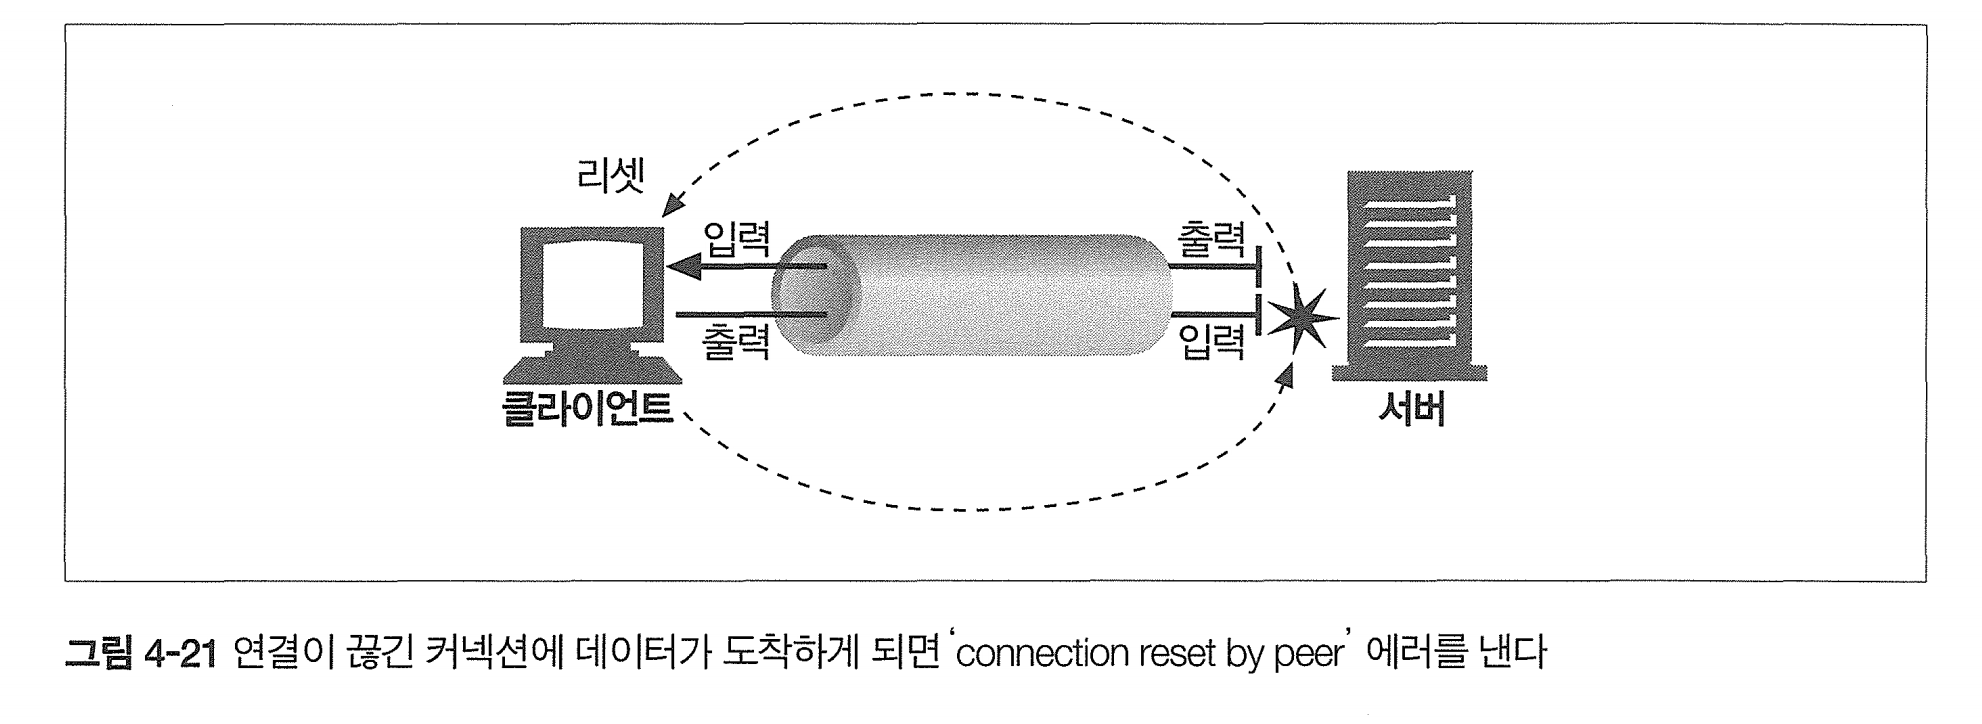 리셋
입력
출력
출력
입력
클라이언트
서버
그림 4-21 연결이 끊긴 커넥션에 데이터가 도착하게 되면 ‘connection reset by peer’ 에러를 낸다